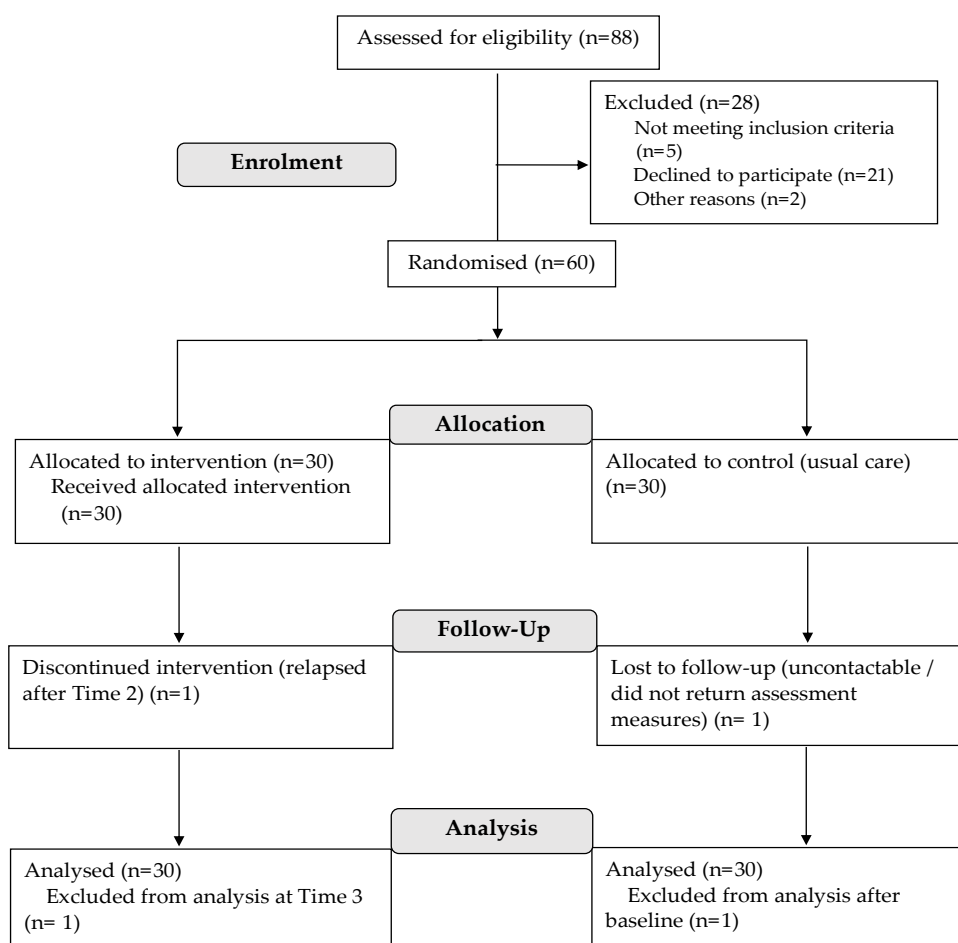 Assessed for eligibility (n=88)
Excluded (n=28)
Not meeting inclusion criteria
(n=5)
Declined to participate (n=21)
Other reasons (n=2)
Enrolment
Randomised (n=60)
Allocation
Allocated to intervention (n=30)
Received allocated intervention
(n=30)
Allocated to control (usual care)
(n=30)
Follow-Up
Discontinued intervention (relapsed
after Time 2) (n=1)
Lost to follow-up (uncontactable /
did not return assessment
measures) (n= 1)
Analysis
Analysed (n=30)
Excluded from analysis at Time 3
(n= 1)
Analysed (n=30)
Excluded from analysis after
baseline (n=1)